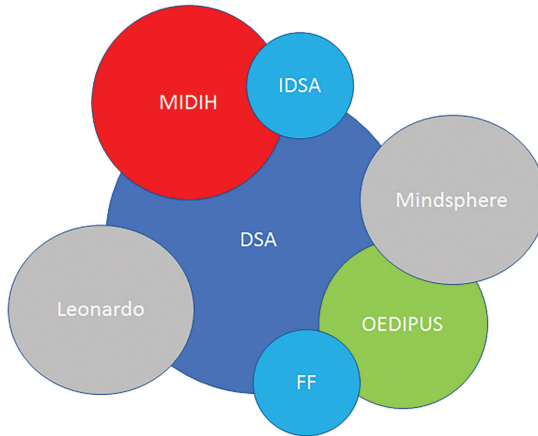 IDSA
MIDIH
Mindsphere
DSA
Leonardo
OEDIPUS
FF